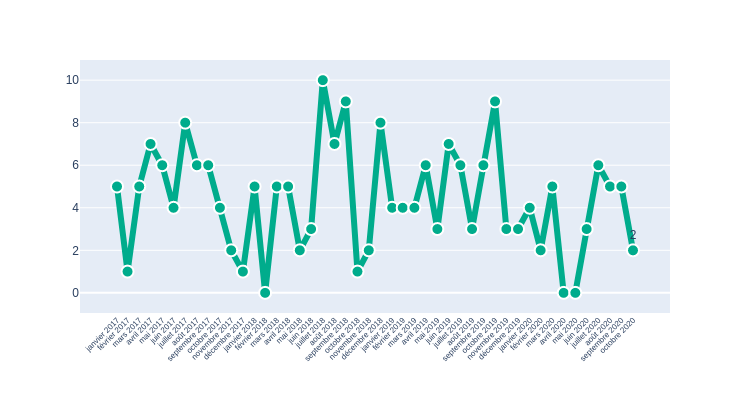 10
8
6
4
2
0
2
janvier 2017
février 2017
mars 2017
avril 2017
mai 2017
juin 2017
juillet 2017
août 2017
septembre 2017
octobre 2017
novembre 2017
décembre 2017
janvier 2018
février 2018
mars 2018
avril 2018
mai 2018
juin 2018
juillet 2018
août 2018
septembre 2018
octobre 2018
novembre 2018
décembre 2018
janvier 2019
février 2019
mars 2019
avril 2019
mai 2019
juin 2019
juillet 2019
août 2019
septembre 2019
octobre 2019
novembre 2019
décembre 2019
janvier 2020
février 2020
mars 2020
avril 2020
mai 2020
juin 2020
juillet 2020
août 2020
septembre 2020
octobre 2020